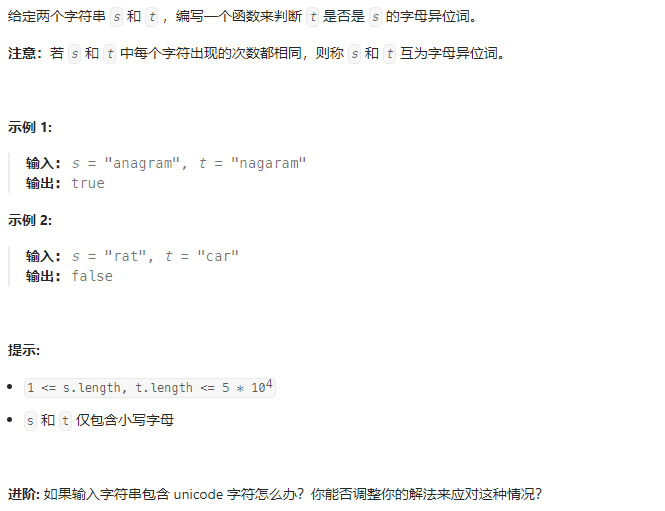 给定两个字符串 s 和 t ，编写一个函数来判断 t 是否是 s 的字母异位词。
注意：若 s 和 t 中每个字符出现的次数都相同，则称 s 和 t 互为字母异位词。
示例 1:
输入: s = "anagram", t = "nagaram"
输出: true
示例 2:
输入: s = "rat", t = "car"
输出: false
提示:
• 1 <= s.length, t.length <= 5 * 10⁴
• s 和 t 仅包含小写字母
进阶: 如果输入字符串包含 unicode 字符怎么办？你能否调整你的解法来应对这种情况？